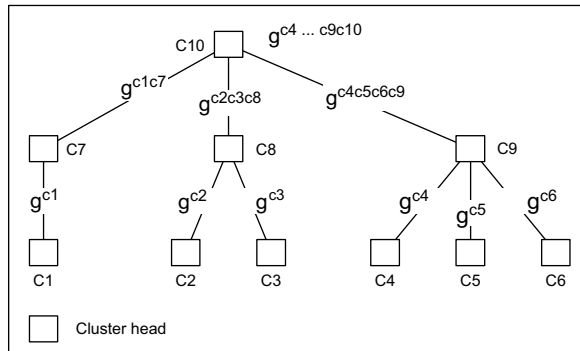 C10
g^c4 ... c9c10
g^c1c7
g^c2c3c8
g^c4c5c6c9
C7
C8
C9
g^c1
g^c2
g^c3
g^c4
g^c5
g^c6
C1
C2
C3
C4
C5
C6
Cluster head